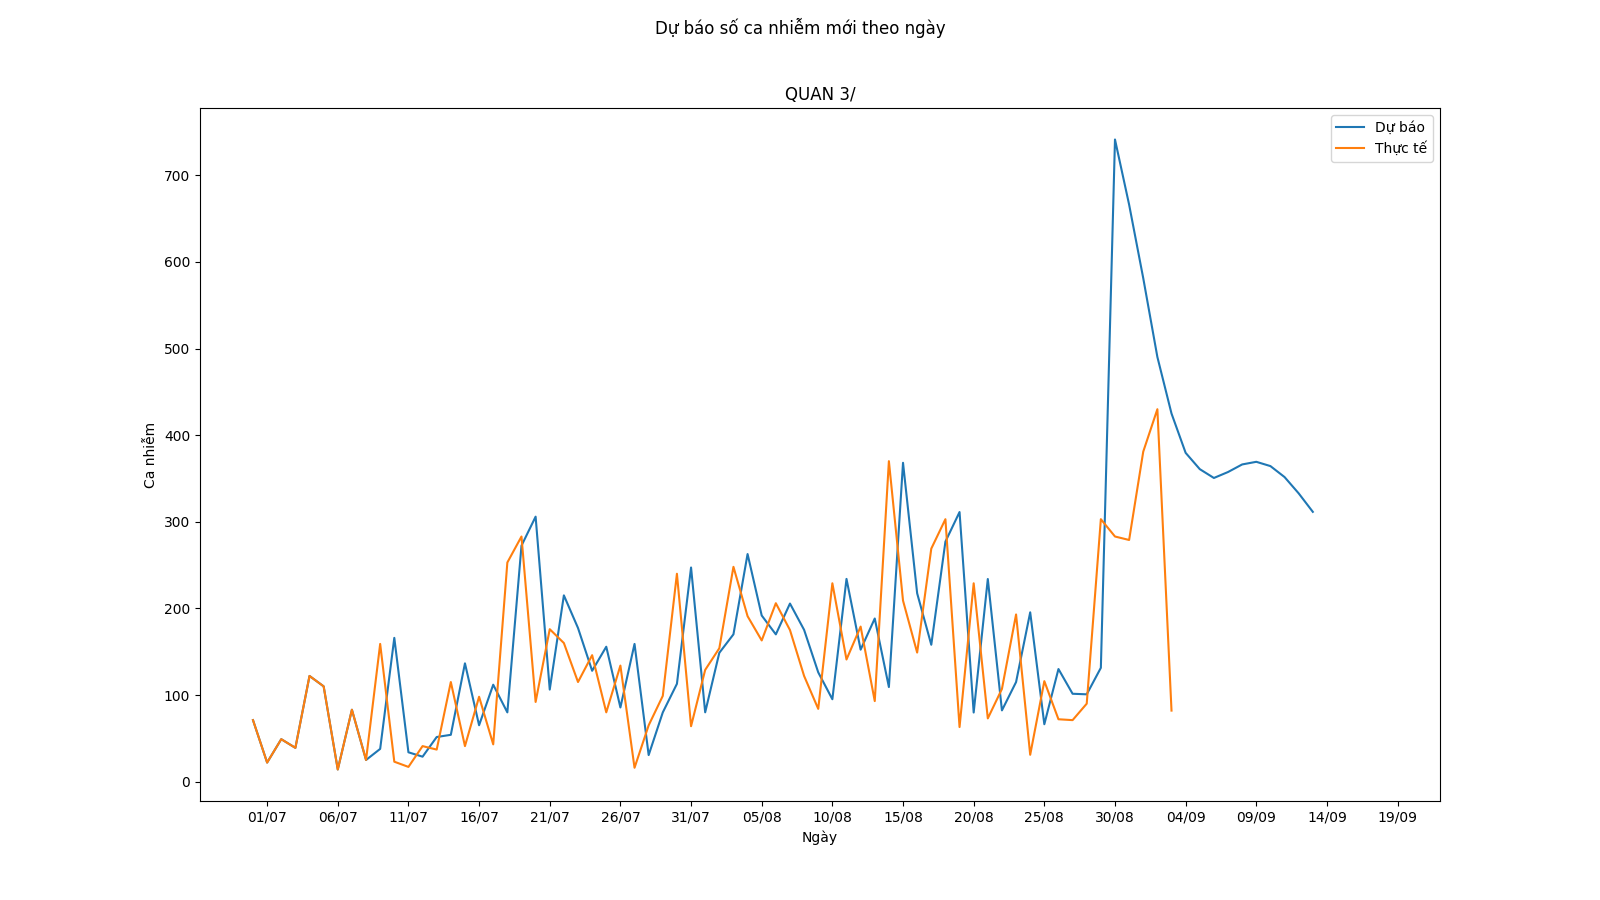 Dự báo số ca nhiễm mới theo ngày
QUAN 3/
Dự báo
Thực tế
700
600
500
400
300
200
100
0
Ca nhiễm
01/07 06/07 11/07 16/07 21/07 26/07 31/07 05/08 10/08 15/08 20/08 25/08 30/08 04/09 09/09 14/09 19/09
Ngày